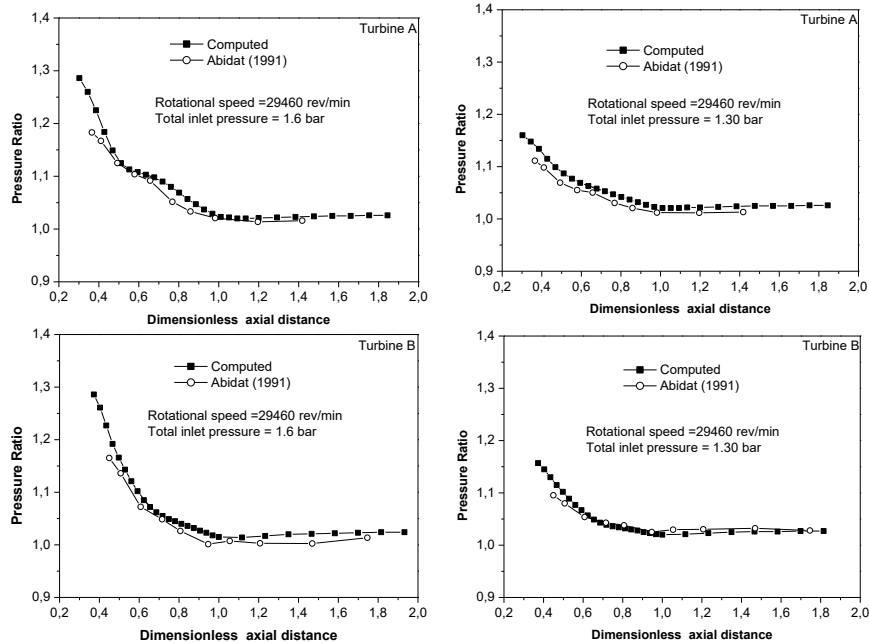 Turbine A
Computed
Abidat (1991)
Rotational speed =29460 rev/min
Total inlet pressure = 1.6 bar
Pressure Ratio
1,4
1,3
1,2
1,1
1,0
0,9
0,2 0,4 0,6 0,8 1,0 1,2 1,4 1,6 1,8 2,0
Dimensionless axial distance
Turbine A
Computed
Abidat (1991)
Rotational speed =29460 rev/min
Total inlet pressure = 1.30 bar
Pressure Ratio
1,4
1,3
1,2
1,1
1,0
0,9
0,2 0,4 0,6 0,8 1,0 1,2 1,4 1,6 1,8 2,0
Dimensionless axial distance
Turbine B
Computed
Abidat (1991)
Rotational speed =29460 rev/min
Total inlet pressure = 1.6 bar
Pressure Ratio
1,4
1,3
1,2
1,1
1,0
0,9
0,2 0,4 0,6 0,8 1,0 1,2 1,4 1,6 1,8 2,0
Dimensionless axial distance
Turbine B
Computed
Abidat (1991)
Rotational speed =29460 rev/min
Total inlet pressure = 1.30 bar
Pressure Ratio
1,4
1,3
1,2
1,1
1,0
0,9
0,2 0,4 0,6 0,8 1,0 1,2 1,4 1,6 1,8 2,0
Dimensionless axial distance